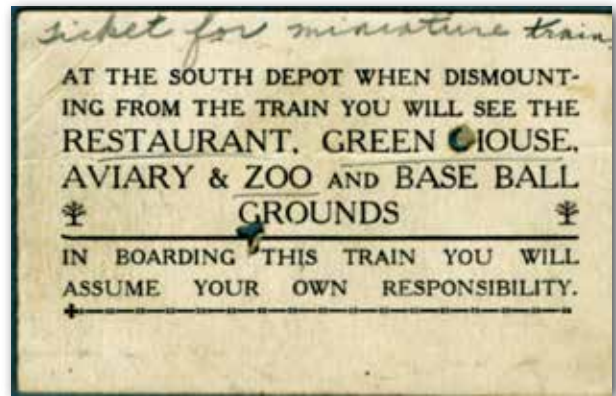 Ticket for miniature train
AT THE SOUTH DEPOT WHEN DISMOUNT-
ING FROM THE TRAIN YOU WILL SEE THE
RESTAURANT, GREEN HOUSE,
AVIARY & ZOO AND BASE BALL
GROUNDS
IN BOARDING THIS TRAIN YOU WILL
ASSUME YOUR OWN RESPONSIBILITY.